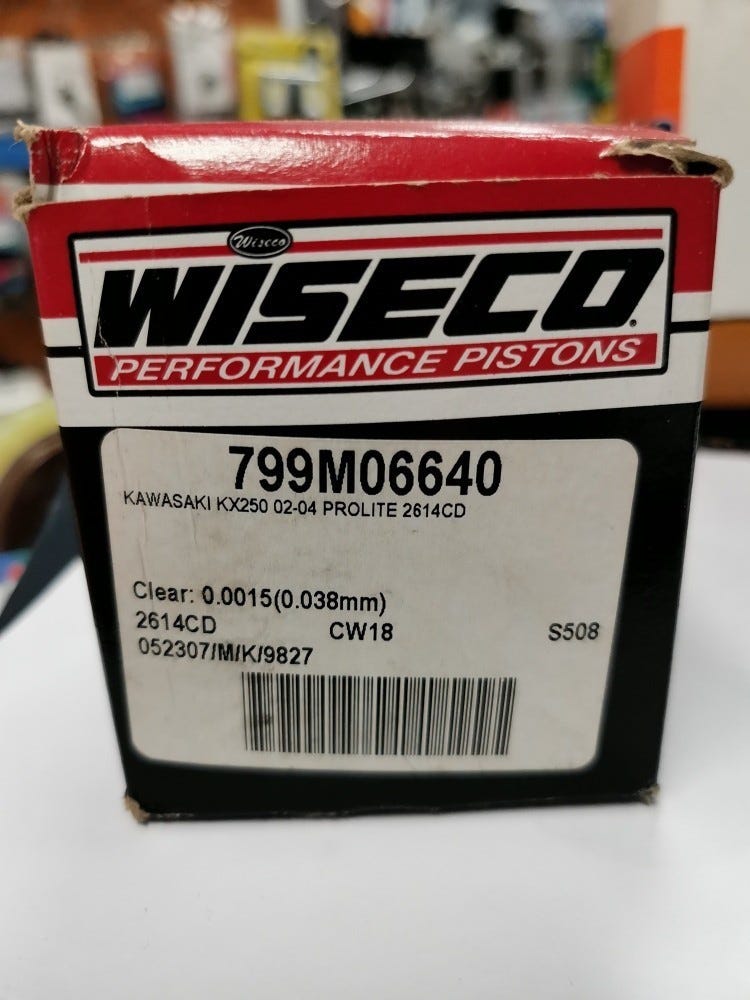 Wiseco
WISECO
PERFORMANCE PISTONS
799M06640
KAWASAKI KX250 02-04 PROLITE 2614CD
Clear: 0.0015(0.038mm)
2614CD CW18 S508
052307/M/K/9827